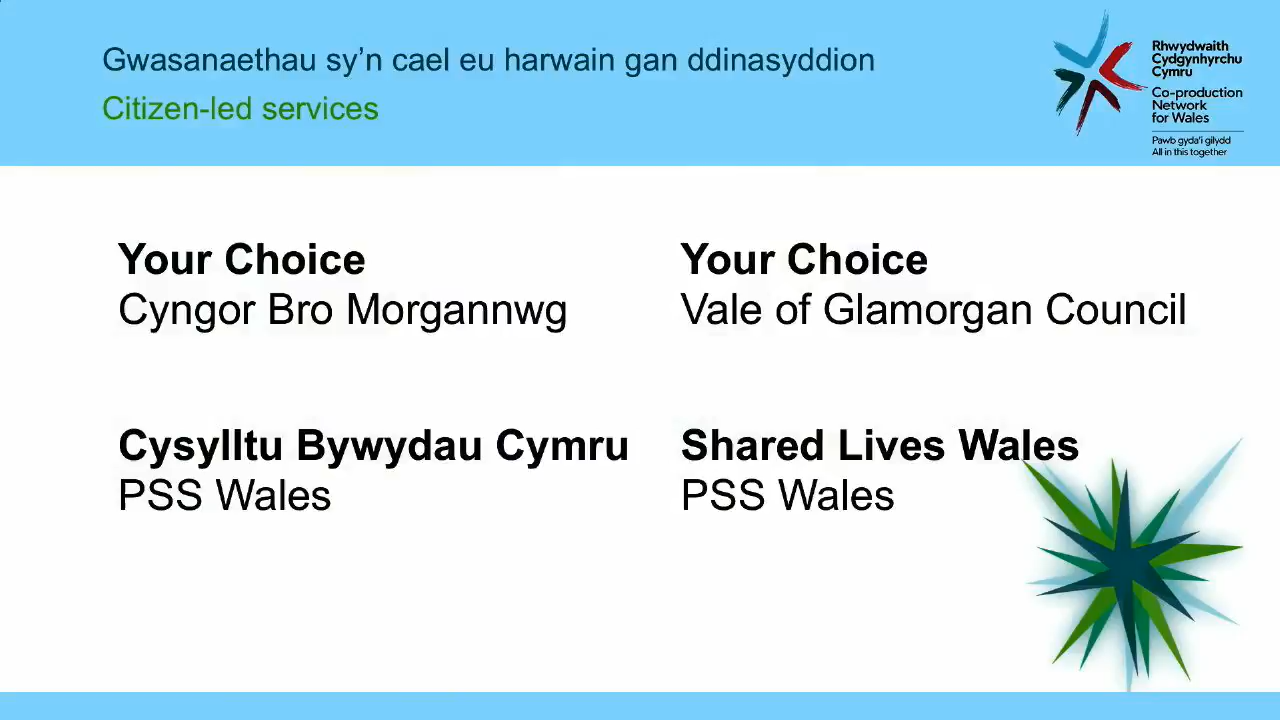 Gwasanaethau sy'n cael eu harwain gan ddinasyddion
Citizen-led services
Rhwydwaith
Cydgynhyrchu
Cymru
Co-production
Network
for Wales
Pawb gyda'i gilydd
All in this together
Your Choice
Cyngor Bro Morgannwg
Your Choice
Vale of Glamorgan Council
Cysylltu Bywydau Cymru
PSS Wales
Shared Lives Wales
PSS Wales